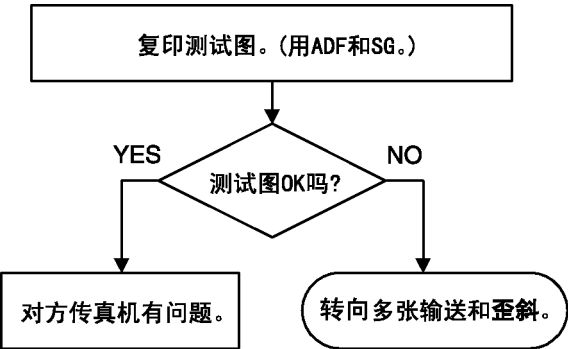 复印测试图。(用ADF和SG。)
YES
NO
测试图OK吗?
对方传真机有问题。
转向多张输送和歪斜。